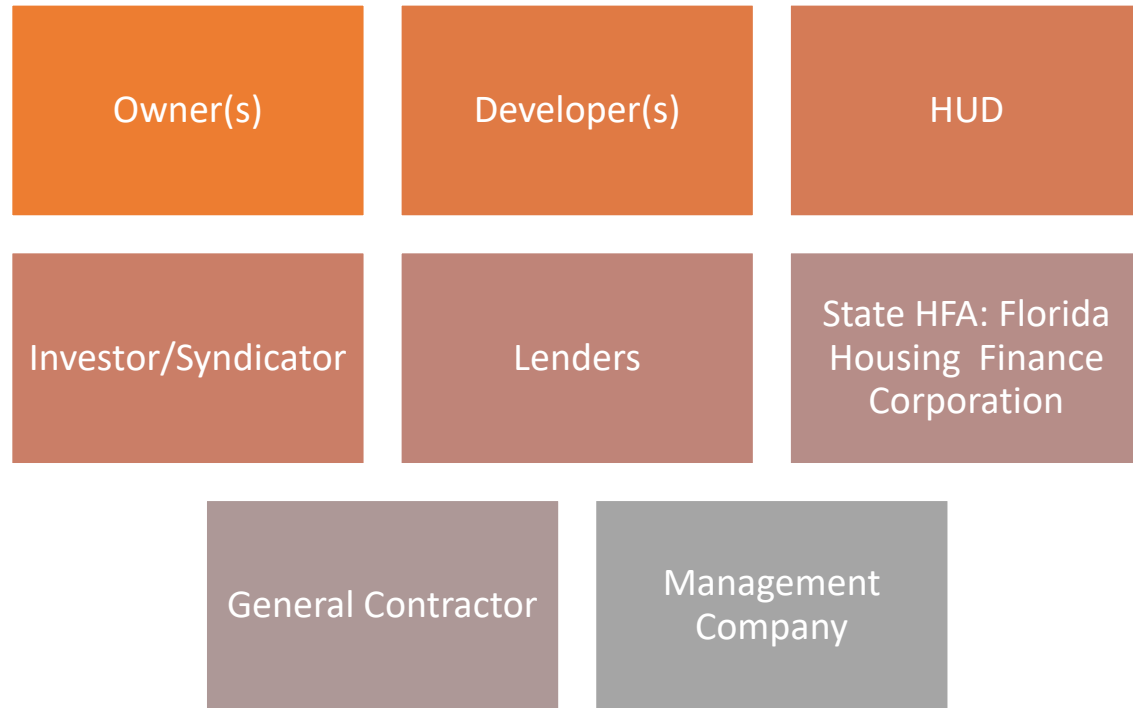 Owner(s)
Developer(s)
HUD
Investor/Syndicator
Lenders
State HFA: Florida
Housing Finance
Corporation
General Contractor
Management
Company